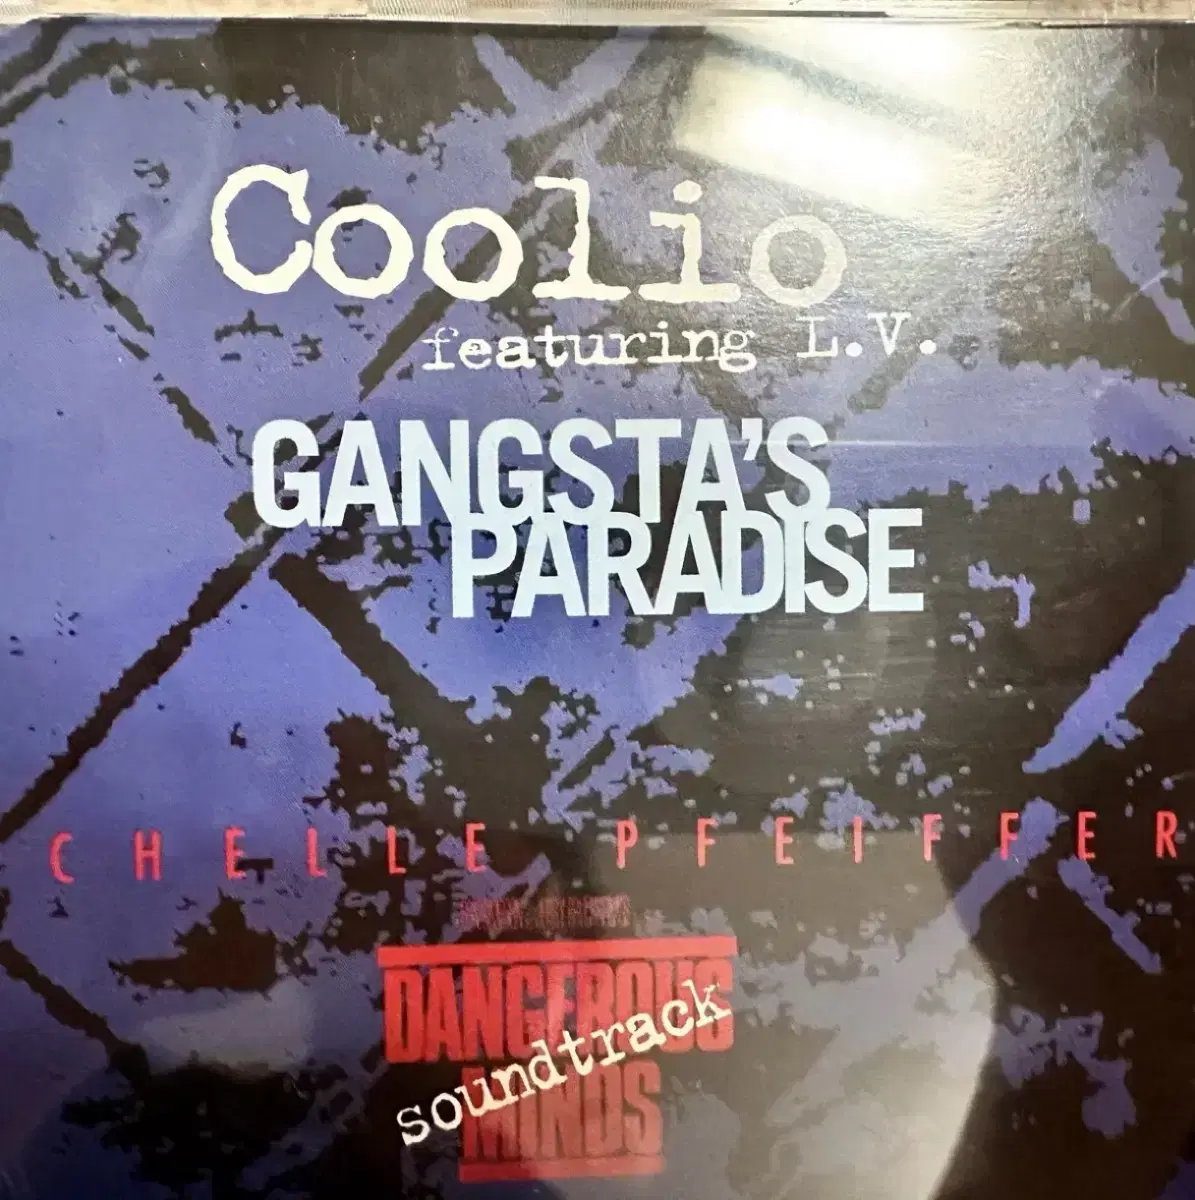 Coolio
featuring L.V.
GANGSTA'S
PARADISE
CHELLE PFEIFFER
DANGEROUS
soundtrack
MINDS